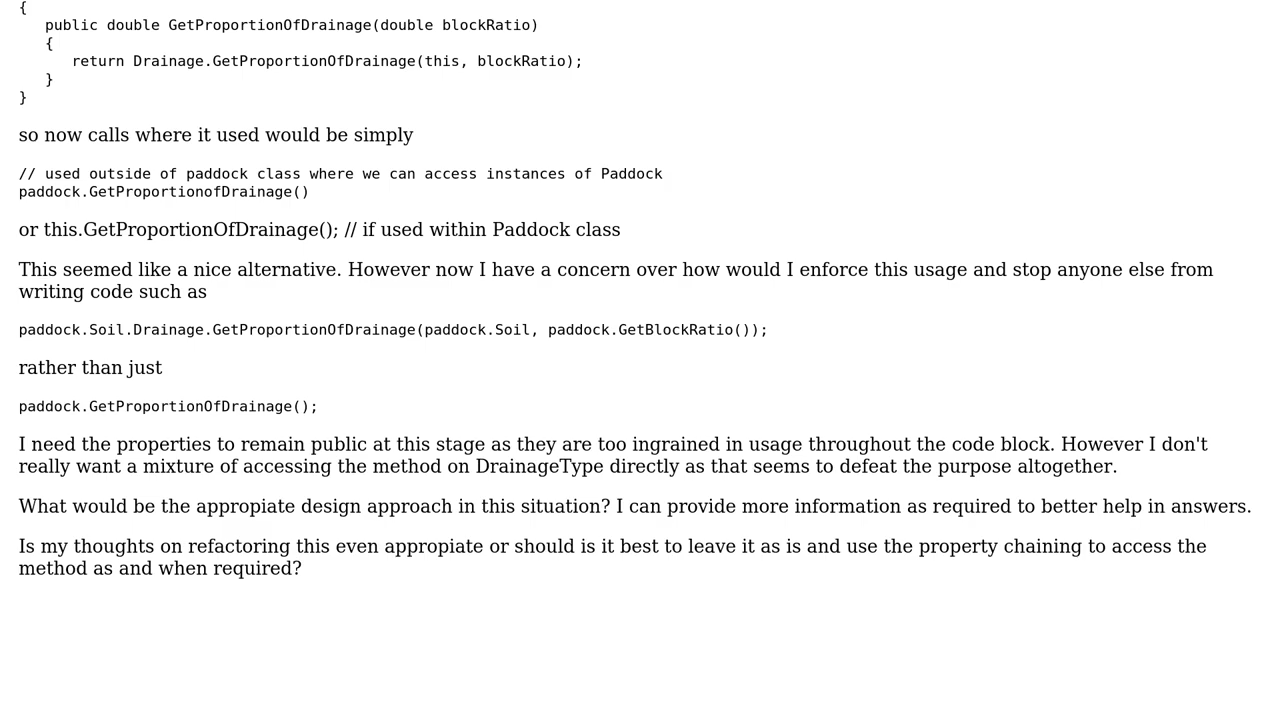 {
   public double GetProportionOfDrainage(double blockRatio)
   {
      return Drainage.GetProportionOfDrainage(this, blockRatio);
   }
}
so now calls where it used would be simply
// used outside of paddock class where we can access instances of Paddock
paddock.GetProportionofDrainage()
or this.GetProportionOfDrainage(); // if used within Paddock class
This seemed like a nice alternative. However now I have a concern over how would I enforce this usage and stop anyone else from
writing code such as
paddock.Soil.Drainage.GetProportionOfDrainage(paddock.Soil, paddock.GetBlockRatio());
rather than just
paddock.GetProportionOfDrainage();
I need the properties to remain public at this stage as they are too ingrained in usage throughout the code block. However I don't
really want a mixture of accessing the method on DrainageType directly as that seems to defeat the purpose altogether.
What would be the appropiate design approach in this situation? I can provide more information as required to better help in answers.
Is my thoughts on refactoring this even appropiate or should is it best to leave it as is and use the property chaining to access the
method as and when required?